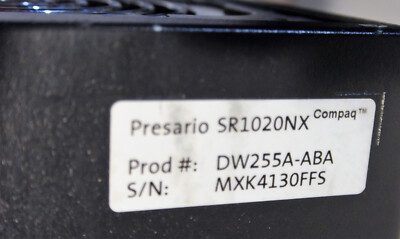 Presario SR1020NX Compaq™
Prod #: DW255A-ABA
S/N: MXK4130FFS